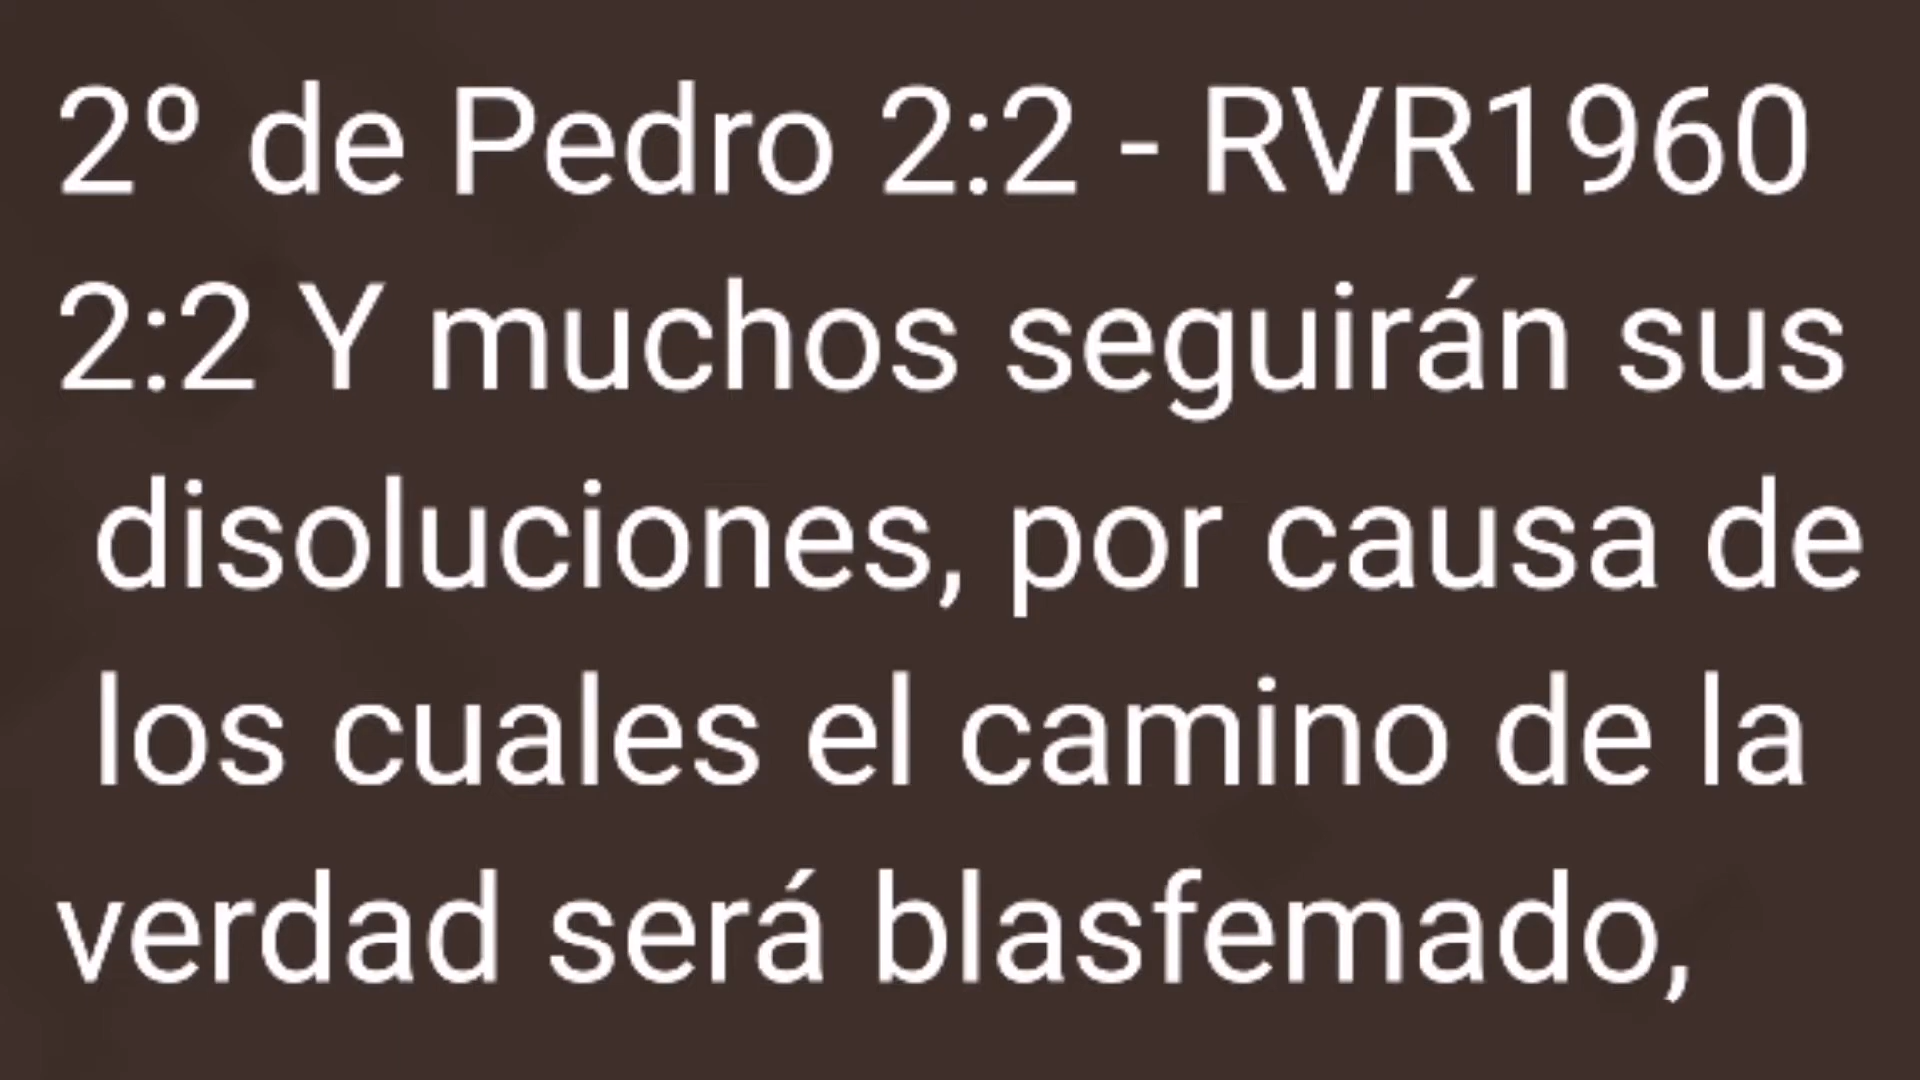 2º de Pedro 2:2 - RVR1960
2:2 Y muchos seguirán sus
disoluciones, por causa de
los cuales el camino de la
verdad será blasfemado,